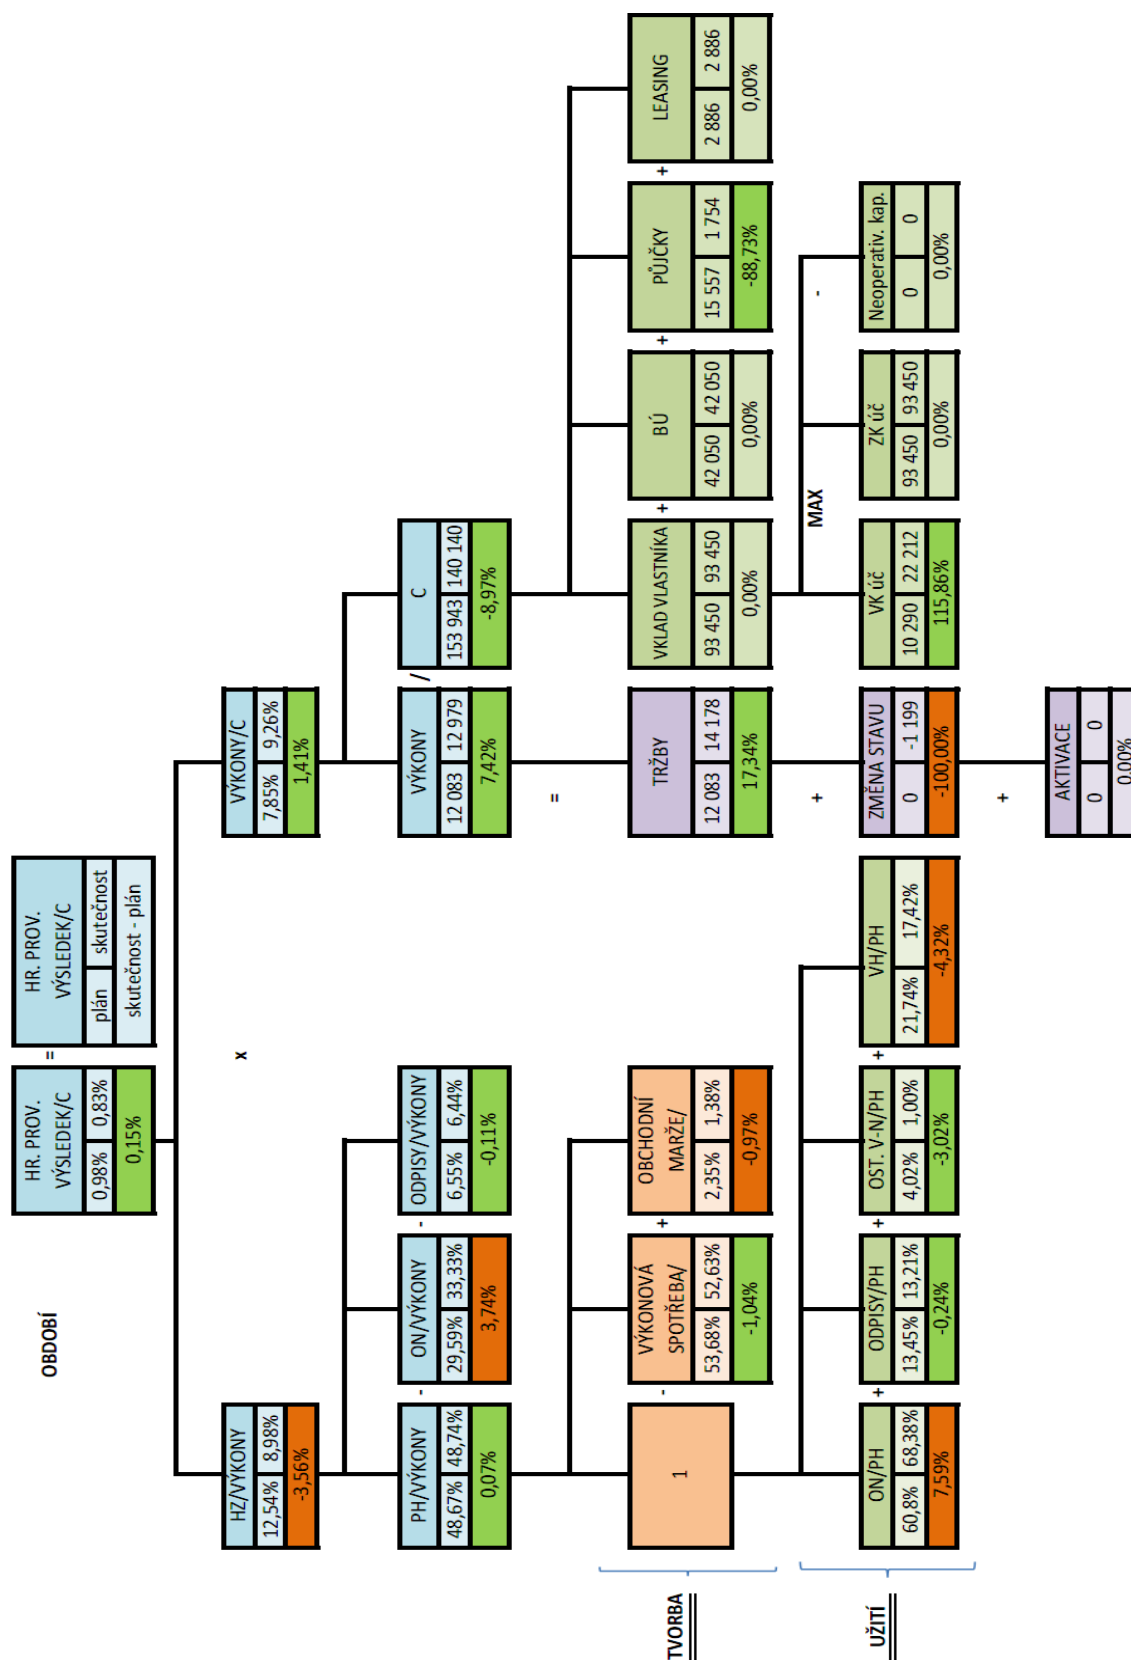 OBDOBÍ
HR. PROV.
VÝSLEDEK/C
0,98% 0,83%
0,15%
=
HR. PROV.
VÝSLEDEK/C
plán skutečnost
skutečnost - plán
HZ/VÝKONY
12,54% 8,98%
-3,56%
x
VÝKONY/C
7,85% 9,26%
1,41%
PH/VÝKONY
48,67% 48,74%
0,07%
-
ON/VÝKONY
29,59% 33,33%
3,74%
-
ODPISY/VÝKONY
6,55% 6,44%
-0,11%
VÝKONY
12 083 12 979
7,42%
/
C
153 943 140 140
-8,97%
=
TVORBA
1
-
VÝKONOVÁ
SPOTŘEBA/
53,68% 52,63%
-1,04%
+
OBCHODNÍ
MARŽE/
2,35% 1,38%
-0,97%
TRŽBY
12 083 14 178
17,34%
VKLAD VLASTNÍKA
93 450 93 450
0,00%
+
BÚ
42 050 42 050
0,00%
+
PŮJČKY
15 557 1 754
-88,73%
+
LEASING
2 886 2 886
0,00%
+
MAX
-
UŽITÍ
ON/PH
60,8% 68,38%
7,59%
+
ODPISY/PH
13,45% 13,21%
-0,24%
+
OST. V-N/PH
4,02% 1,00%
-3,02%
+
VH/PH
21,74% 17,42%
-4,32%
ZMĚNA STAVU
0 -1 199
-100,00%
VK úč
10 290 22 212
115,86%
ZK úč
93 450 93 450
0,00%
Neoperativ. kap.
0 0
0,00%
+
AKTIVACE
0 0
0,00%